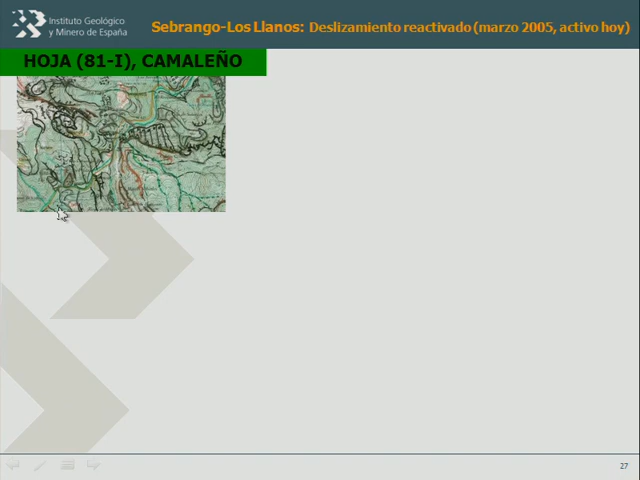 Instituto Geológico
y Minero de España
Sebrango-Los Llanos: Deslizamiento reactivado (marzo 2005, activo hoy)
HOJA (81-I), CAMALEÑO
27